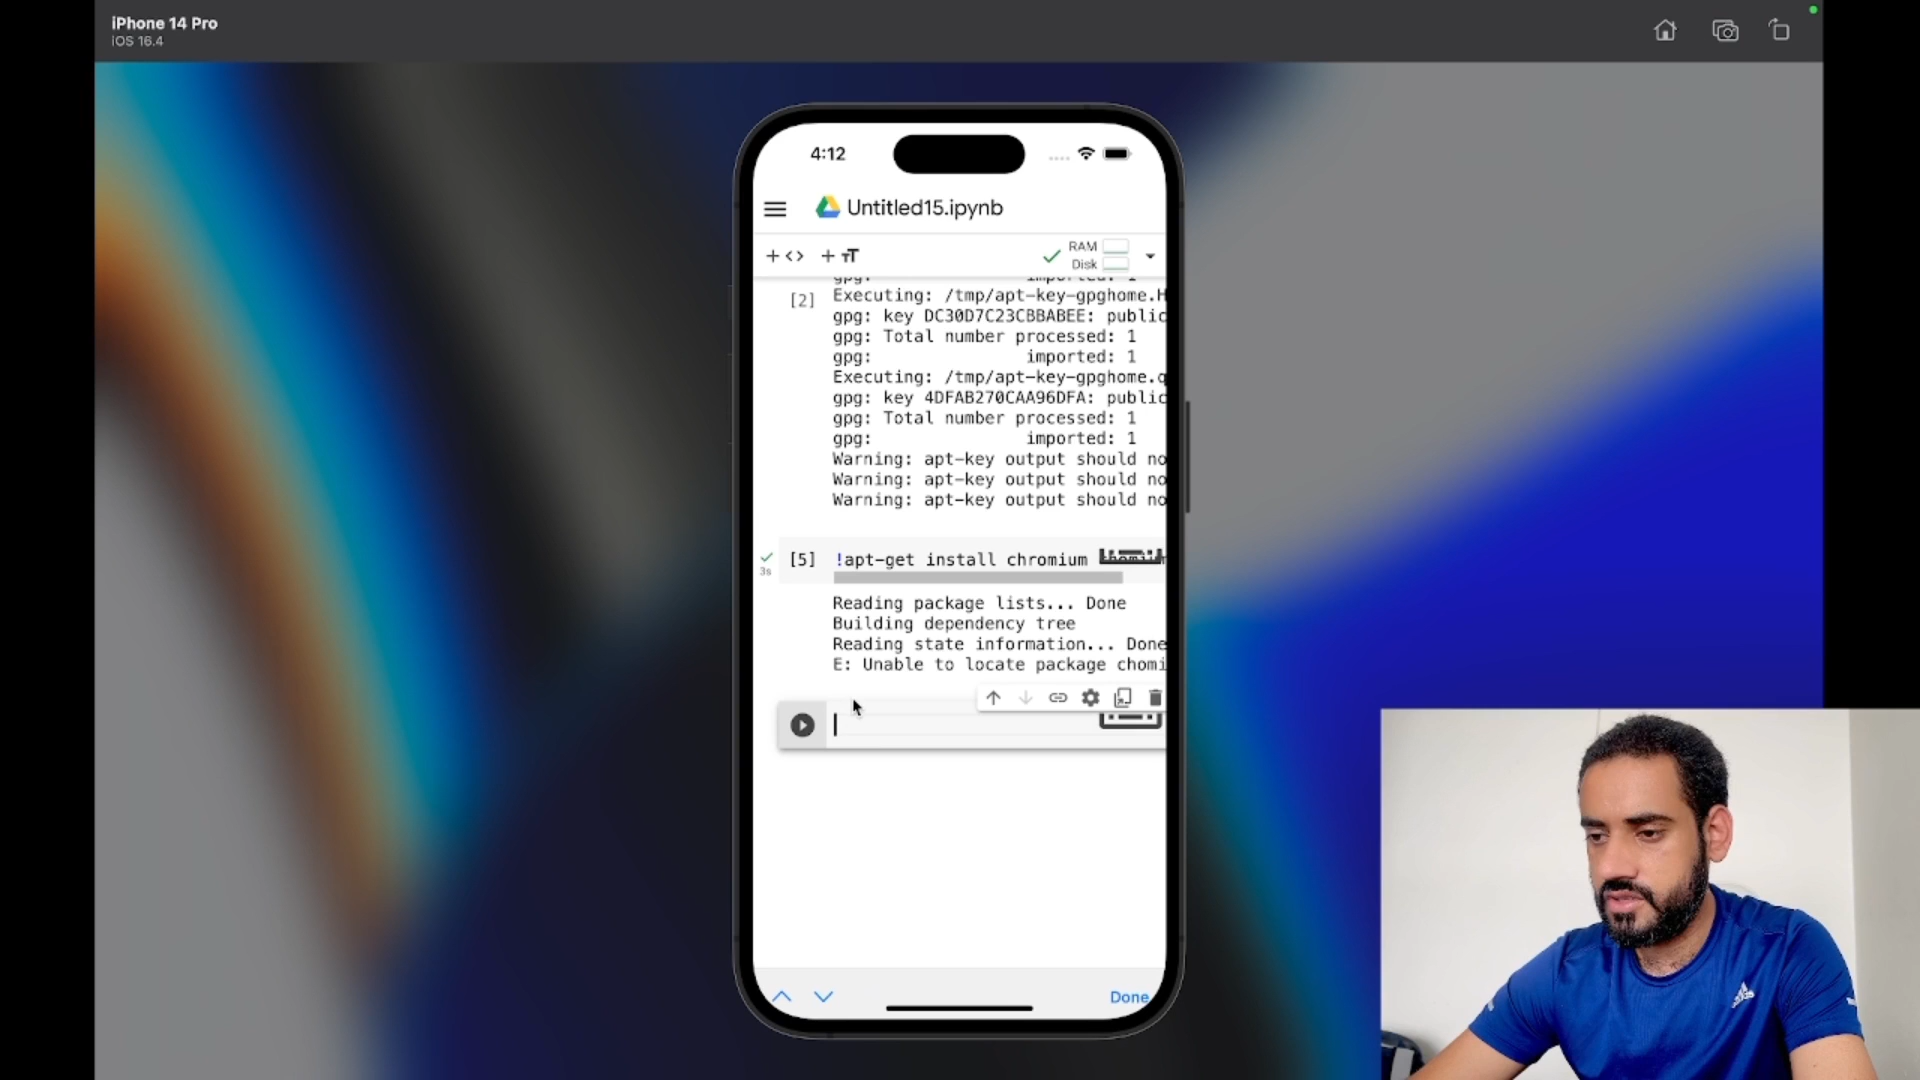 iPhone 14 Pro
iOS 16.4
4:12
Untitled15.ipynb
RAM
Disk
[2]
Executing: /tmp/apt-key-gpghome.H
gpg: key DC30D7C23CBBABEE: public
gpg: Total number processed: 1
gpg: imported: 1
Executing: /tmp/apt-key-gpghome.q
gpg: key 4DFAB270CAA96DFA: public
gpg: Total number processed: 1
gpg: imported: 1
Warning: apt-key output should no
Warning: apt-key output should no
Warning: apt-key output should no
[5] !apt-get install chromium
3s
Reading package lists... Done
Building dependency tree
Reading state information... Done
E: Unable to locate package chomi
Done